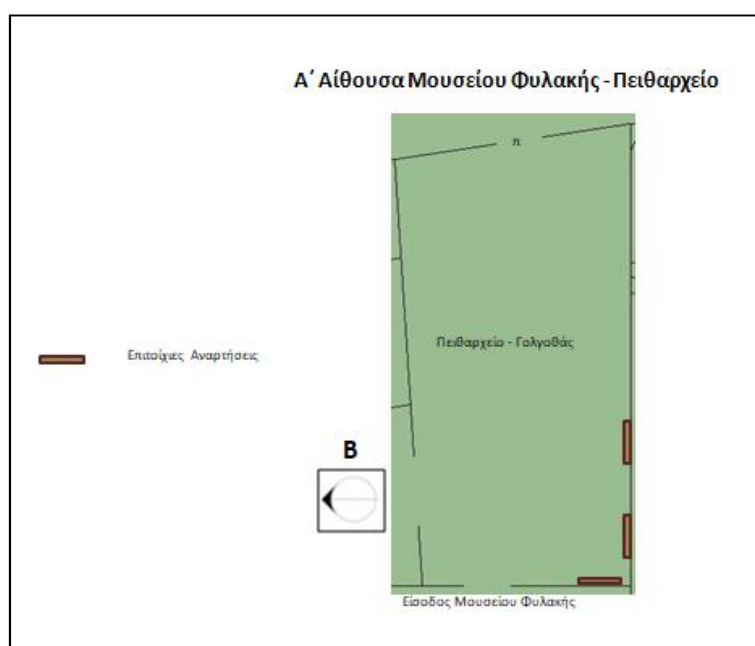 Α΄ Αίθουσα Μουσείου Φυλακής - Πειθαρχείο
π
Πειθαρχείο - Γολγοθάς
Επιτοίχιες Αναρτήσεις
Β
Είσοδος Μουσείου Φυλακής